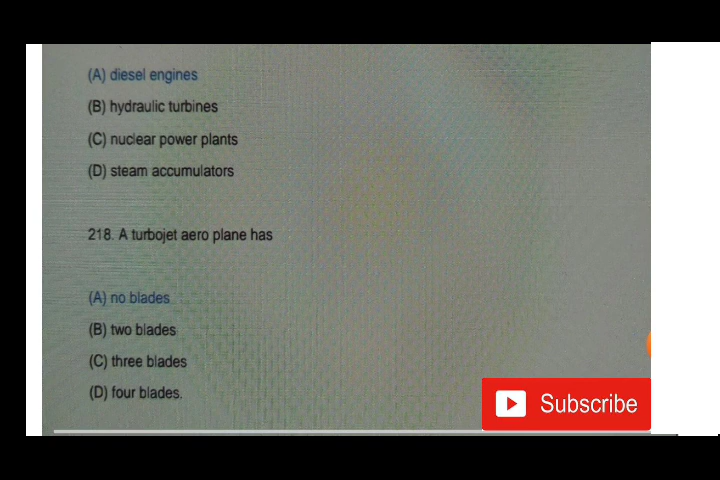 (A) diesel engines
(B) hydraulic turbines
(C) nuclear power plants
(D) steam accumulators
218. A turbojet aero plane has
(A) no blades
(B) two blades
(C) three blades
(D) four blades.
Subscribe